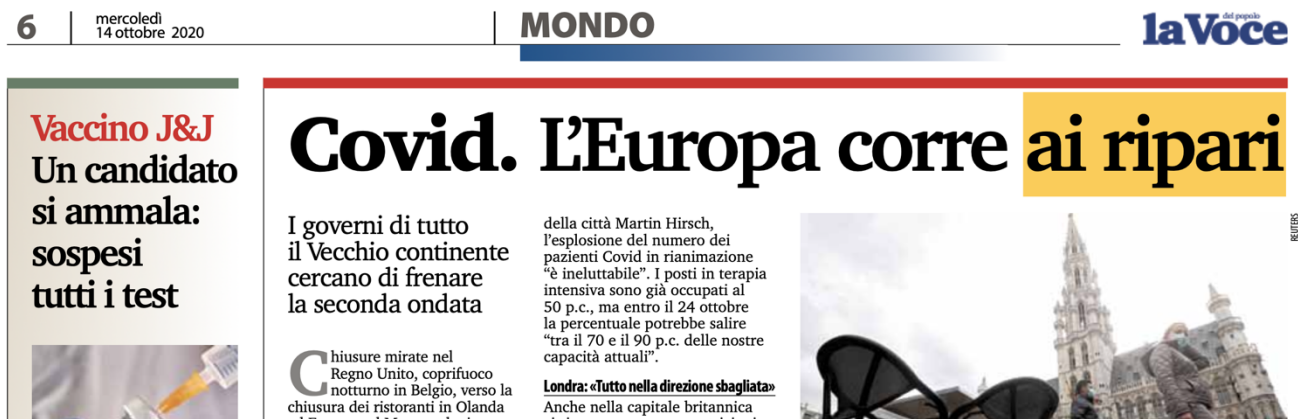 6
mercoledì
14 ottobre 2020
MONDO
la Voce
del popolo
Vaccino J&J
Un candidato
si ammala:
sospesi
tutti i test
Covid. L'Europa corre ai ripari
I governi di tutto
il Vecchio continente
cercano di frenare
la seconda ondata
Chiusure mirate nel
Regno Unito, coprifuoco
notturno in Belgio, verso la
chiusura dei ristoranti in Olanda
della città Martin Hirsch,
l'esplosione del numero dei
pazienti Covid in rianimazione
"è ineluttabile". I posti in terapia
intensiva sono già occupati al
50 p.c., ma entro il 24 ottobre
la percentuale potrebbe salire
"tra il 70 e il 90 p.c. delle nostre
capacità attuali".
Londra: «Tutto nella direzione sbagliata»
Anche nella capitale britannica
REUTERS